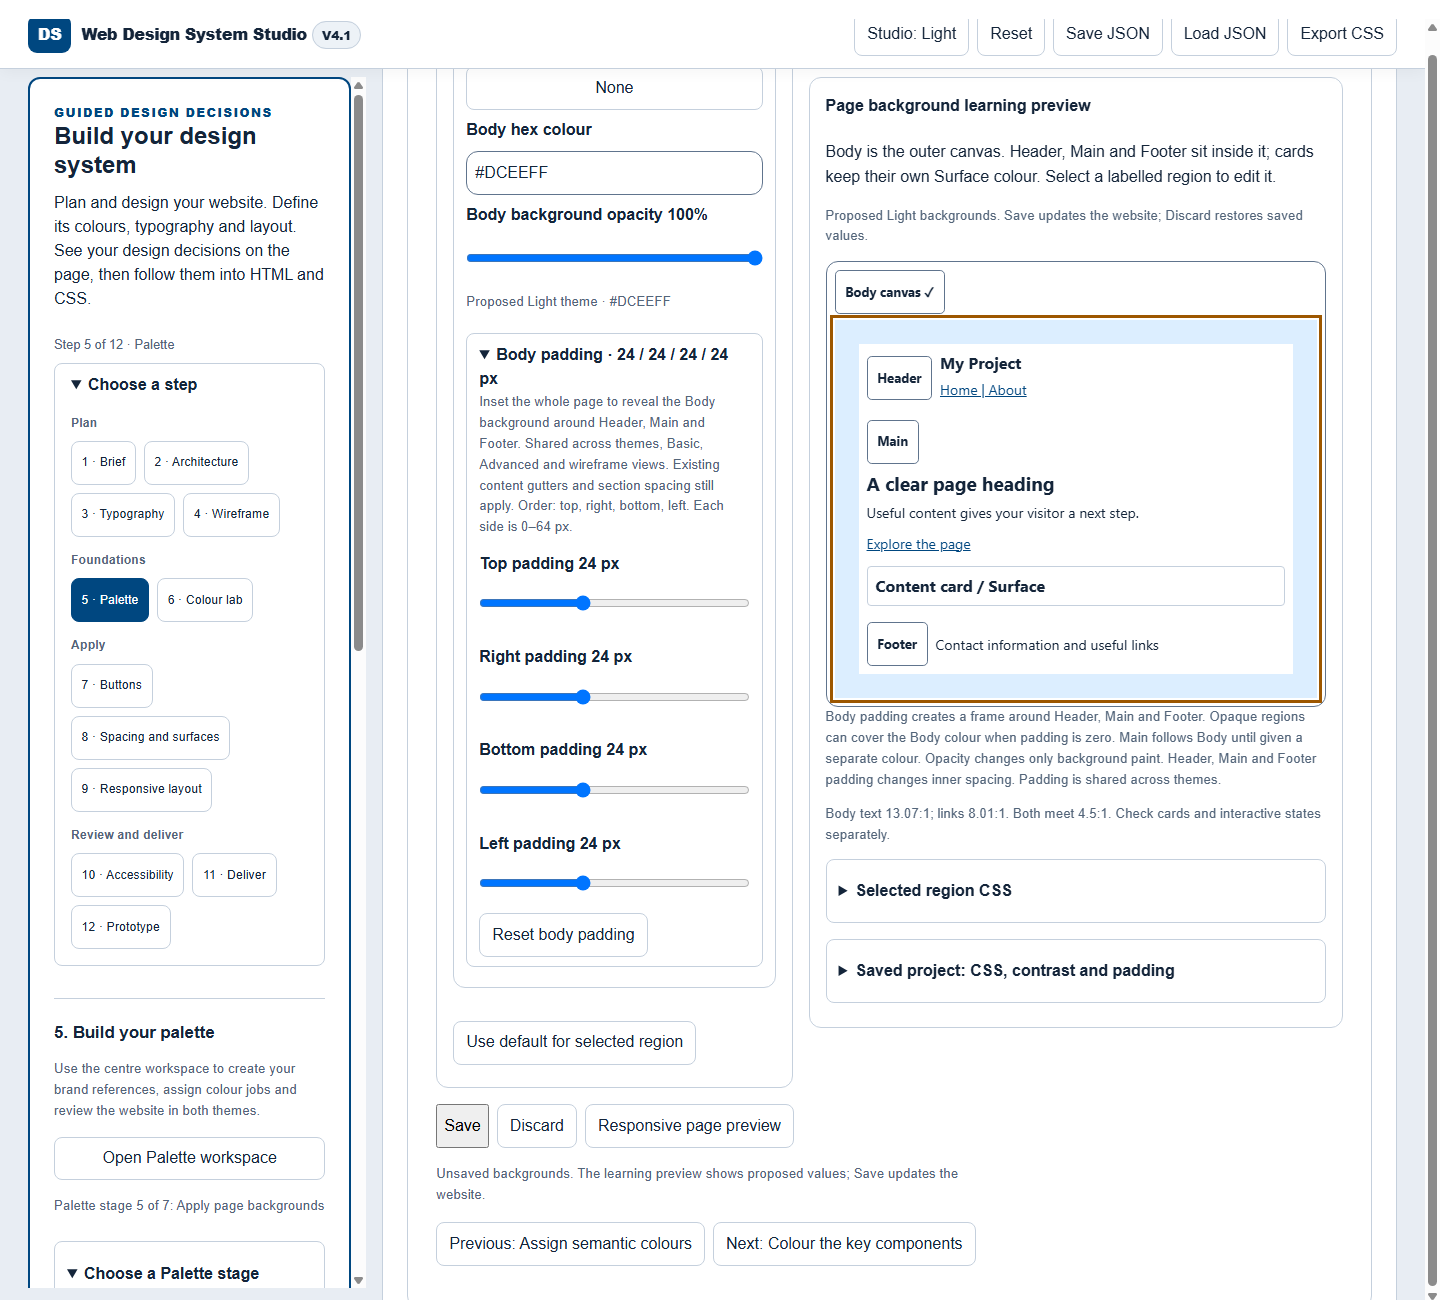 DS Web Design System Studio V4.1
Studio: Light
Reset
Save JSON
Load JSON
Export CSS
GUIDED DESIGN DECISIONS
Build your design
system
Plan and design your website. Define
its colours, typography and layout.
See your design decisions on the
page, then follow them into HTML and
CSS.
Step 5 of 12 · Palette
▼ Choose a step
Plan
1 · Brief
2 · Architecture
3 · Typography
4 · Wireframe
Foundations
5 · Palette
6 · Colour lab
Apply
7 · Buttons
8 · Spacing and surfaces
9 · Responsive layout
Review and deliver
10 · Accessibility
11 · Deliver
12 · Prototype
5. Build your palette
Use the centre workspace to create your
brand references, assign colour jobs and
review the website in both themes.
Open Palette workspace
Palette stage 5 of 7: Apply page backgrounds
▼ Choose a Palette stage
None
Body hex colour
#DCEEFF
Body background opacity 100%
Proposed Light theme · #DCEEFF
▼ Body padding · 24 / 24 / 24 / 24
px
Inset the whole page to reveal the Body
background around Header, Main and
Footer. Shared across themes, Basic,
Advanced and wireframe views. Existing
content gutters and section spacing still
apply. Order: top, right, bottom, left. Each
side is 0–64 px.
Top padding 24 px
Right padding 24 px
Bottom padding 24 px
Left padding 24 px
Reset body padding
Use default for selected region
Save
Discard
Responsive page preview
Unsaved backgrounds. The learning preview shows proposed values; Save updates the
website.
Previous: Assign semantic colours
Next: Colour the key components
Page background learning preview
Body is the outer canvas. Header, Main and Footer sit inside it; cards
keep their own Surface colour. Select a labelled region to edit it.
Proposed Light backgrounds. Save updates the website; Discard restores saved
values.
Body canvas ✓
Header
My Project
Home | About
Main
A clear page heading
Useful content gives your visitor a next step.
Explore the page
Content card / Surface
Footer
Contact information and useful links
Body padding creates a frame around Header, Main and Footer. Opaque regions
can cover the Body colour when padding is zero. Main follows Body until given a
separate colour. Opacity changes only background paint. Header, Main and Footer
padding changes inner spacing. Padding is shared across themes.
Body text 13.07:1; links 8.01:1. Both meet 4.5:1. Check cards and interactive states
separately.
▶ Selected region CSS
▶ Saved project: CSS, contrast and padding